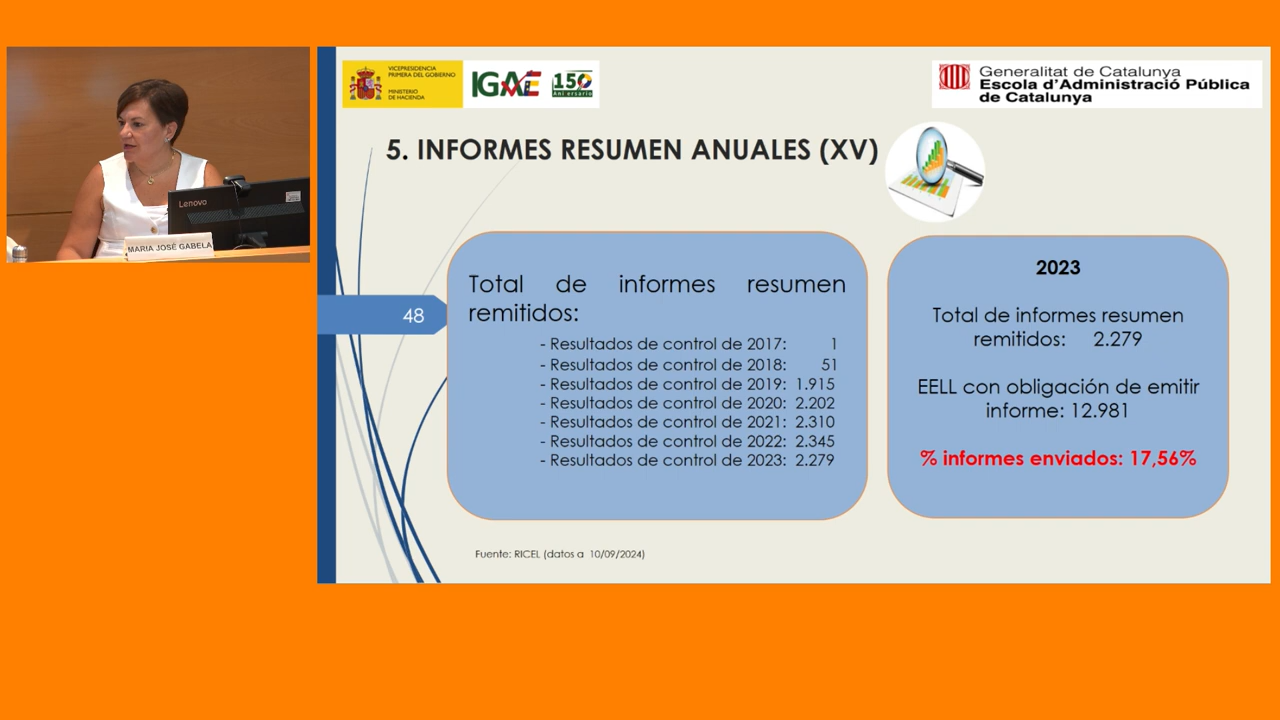 VICEPRESIDENCIA
PRIMERA DEL GOBIERNO
MINISTERIO
DE HACIENDA
IGAE
150
Aniversario
Generalitat de Catalunya
Escola d'Administració Pública
de Catalunya
5. INFORMES RESUMEN ANUALES (XV)
Lenovo
MARIA JOSÉ GABELA
48
Total de informes resumen
remitidos:
- Resultados de control de 2017: 1
- Resultados de control de 2018: 51
- Resultados de control de 2019: 1.915
- Resultados de control de 2020: 2.202
- Resultados de control de 2021: 2.310
- Resultados de control de 2022: 2.345
- Resultados de control de 2023: 2.279
2023
Total de informes resumen
remitidos: 2.279
EELL con obligación de emitir
informe: 12.981
% informes enviados: 17,56%
Fuente: RICEL (datos a 10/09/2024)